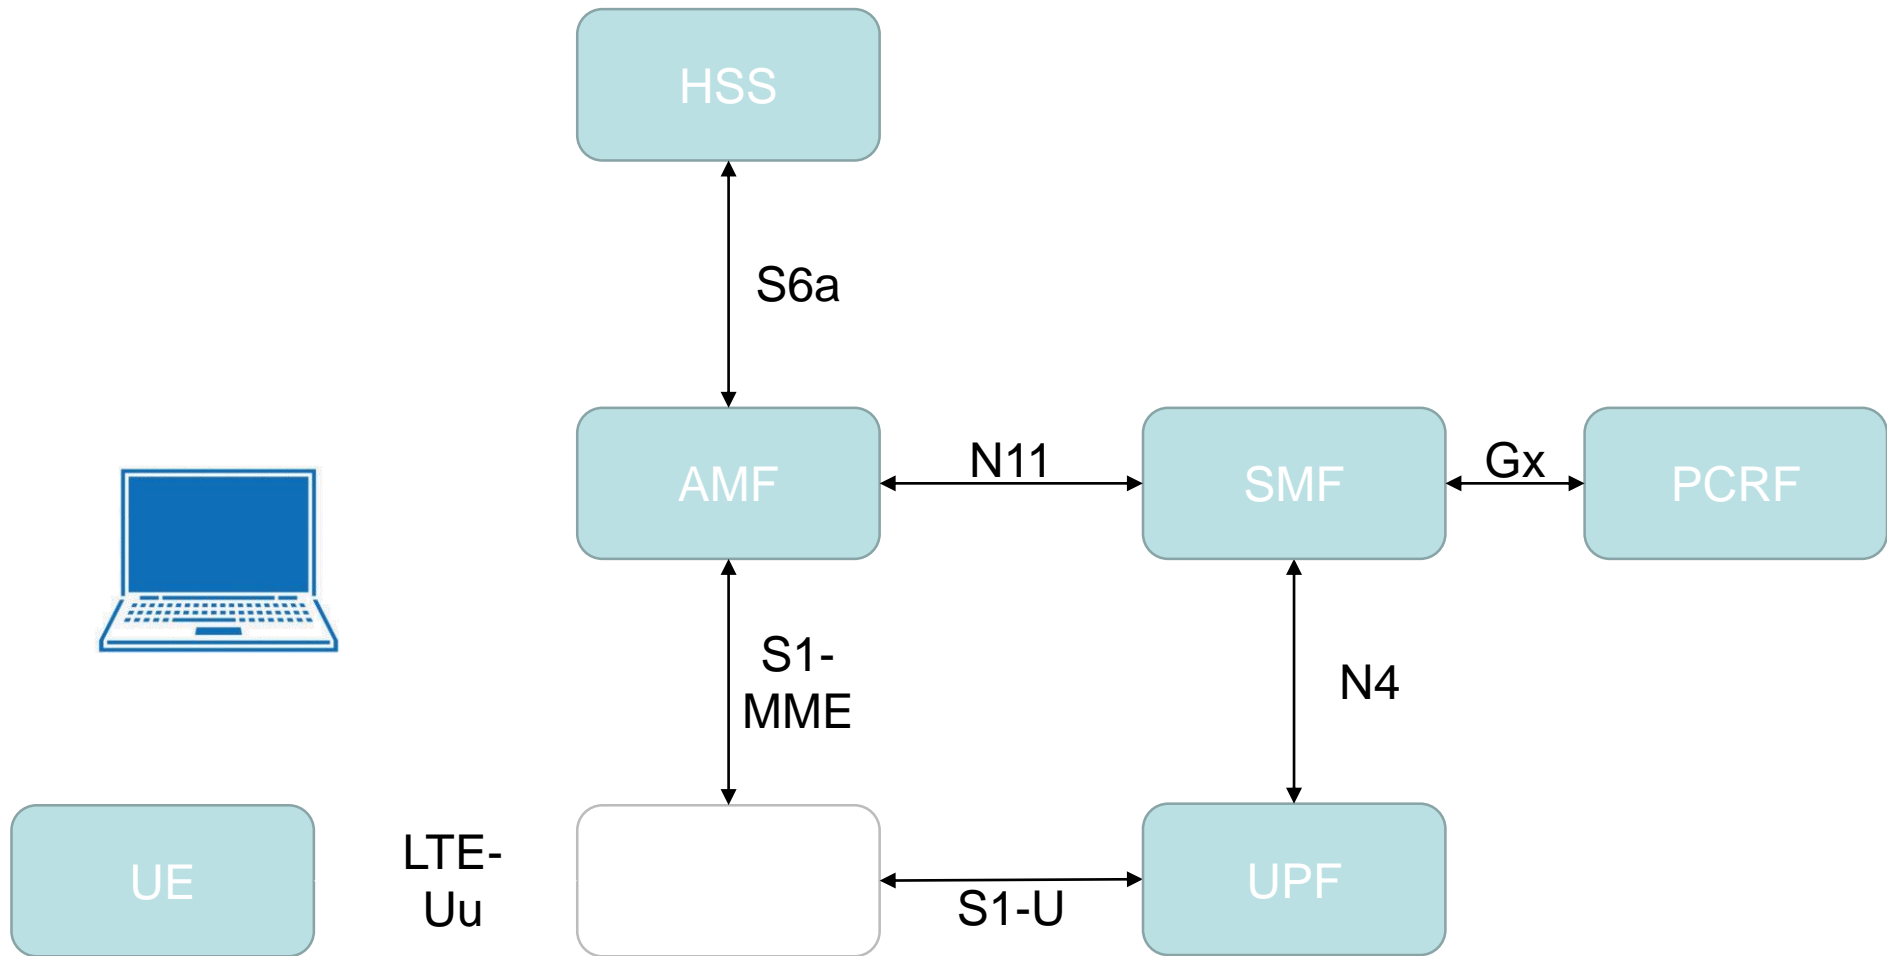 HSS
S6a
AMF
N11
SMF
Gx
PCRF
S1-
MME
N4
UE
LTE-
Uu
S1-U
UPF